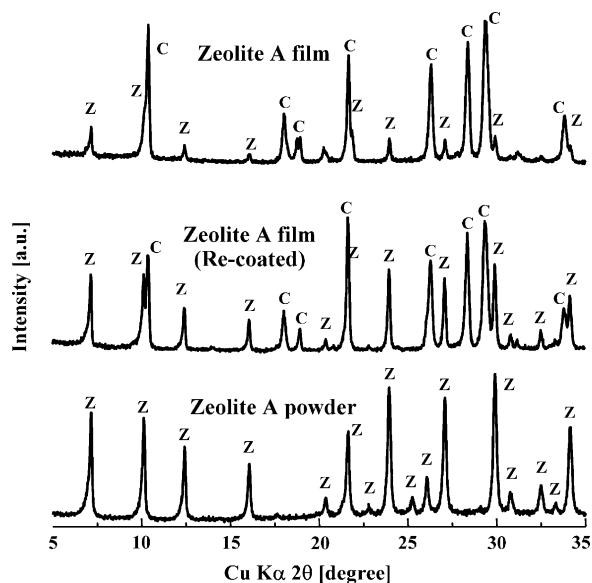 Zeolite A film
Z Z C Z Z C C C Z Z C Z C C Z C Z
Zeolite A film
(Re-coated)
Z Z C Z Z C C Z C Z Z C Z C C Z Z Z C Z
Zeolite A powder
Z Z Z Z Z Z Z Z Z Z Z Z Z Z Z Z
Intensity [a.u.]
5 10 15 20 25 30 35
Cu Kα 2θ [degree]